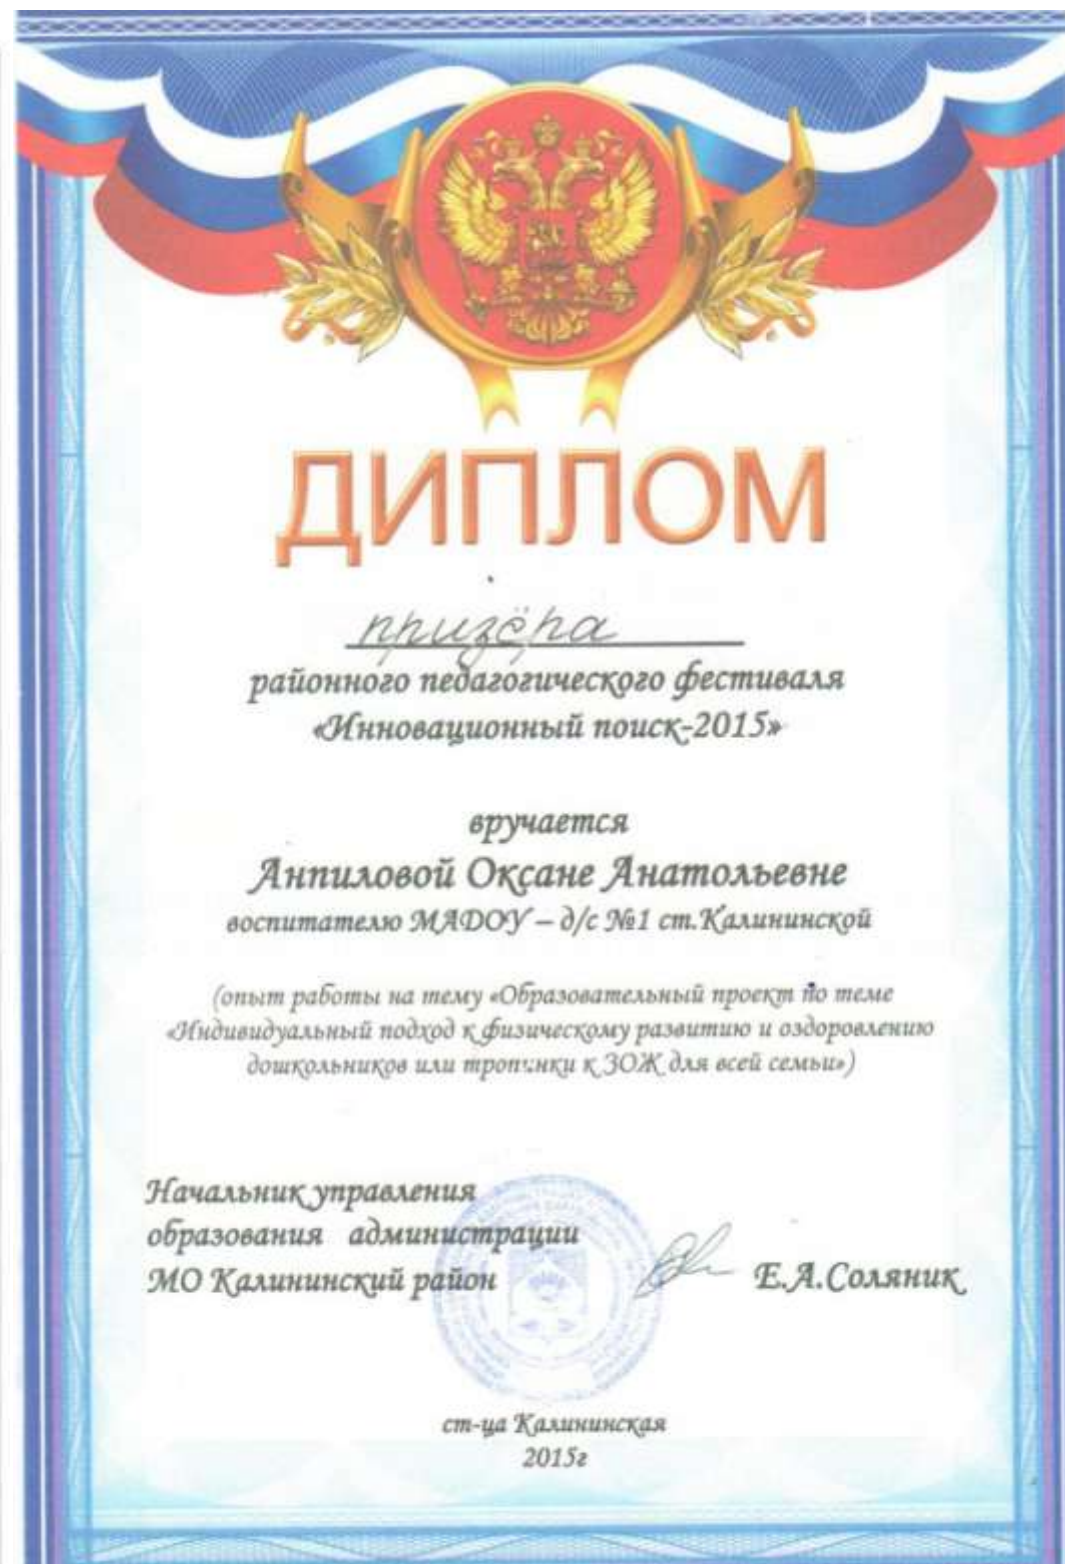 ДИПЛОМ
призёра
районного педагогического фестиваля
«Инновационный поиск-2015»
вручается
Анпиловой Оксане Анатольевне
воспитателю МАДОУ – д/с №1 ст.Калининской
(опыт работы на тему «Образовательный проект по теме
«Индивидуальный подход к физическому развитию и оздоровлению
дошкольников или тропинки к ЗОЖ для всей семьи»)
Начальник управления
образования администрации
МО Калининский район
Е.А.Соляник
ст-ца Калининская
2015г